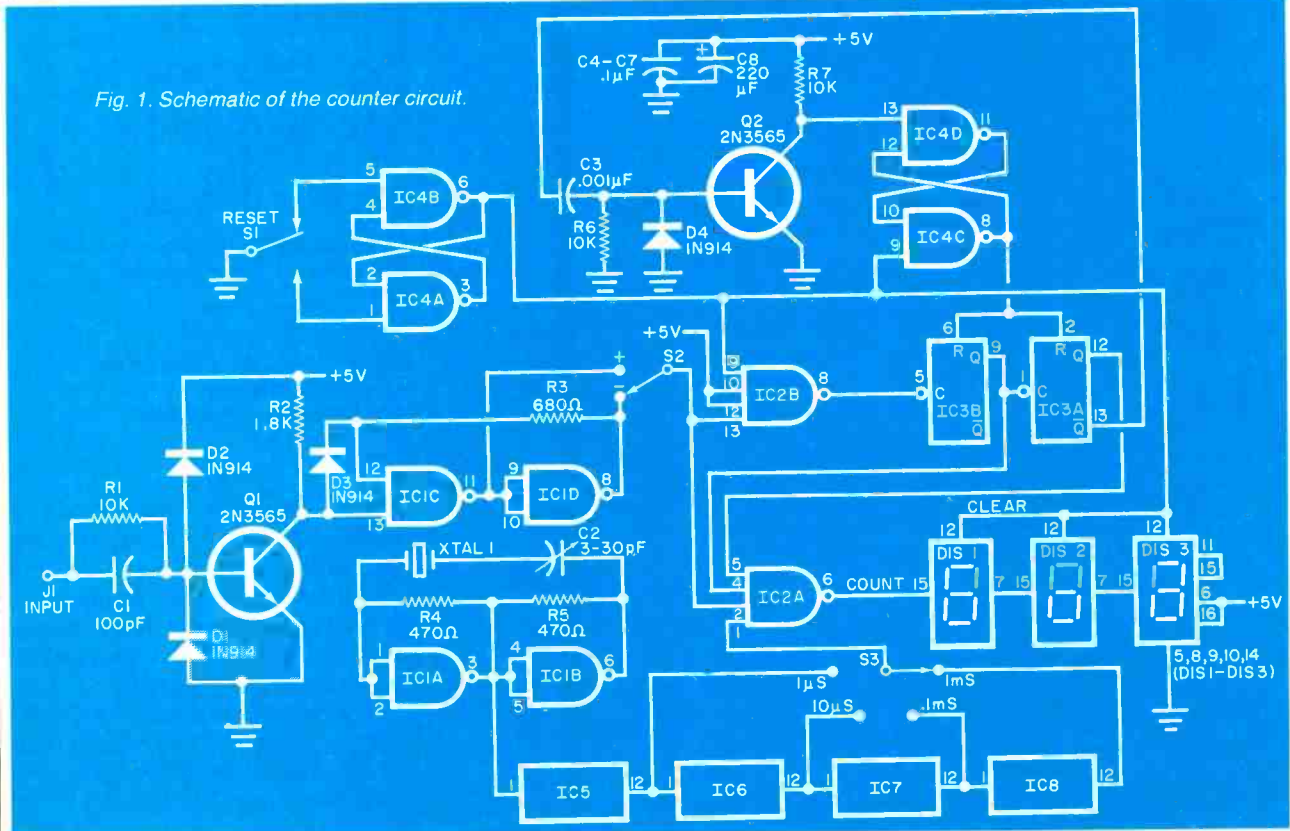 Fig. 1. Schematic of the counter circuit.
+5V
C4-C7
.1µF
+
C8
220
µF
R7
10K
Q2
2N3565
13
12
IC4D
11
10
9
IC4C
8
C3
.001µF
R6
10K
D4
1N914
RESET
S1
5
4
IC4B
6
2
1
IC4A
3
+5V
R2
1.8K
D2
1N914
D3
1N914
R1
10K
Q1
2N3565
J1
INPUT
C1
100pF
D1
1N914
12
13
IC1C
11
9
10
IC1D
8
R3
680Ω
+
−
S2
+5V
9
10
12
13
IC2B
8
6
R
Q
9
5
C
IC3B
Q̅
2
R
Q
12
1
C
IC3A
Q̅
13
XTAL 1
C2
3-30pF
R4
470Ω
R5
470Ω
1
2
IC1A
3
4
5
IC1B
6
5
4
2
1
IC2A
6
COUNT
CLEAR
15
12
DIS 1
7
15
12
DIS 2
7
15
12
DIS 3
11
15
6
16
+5V
5,8,9,10,14
(DIS1-DIS3)
S3
1µS
10µS
.1mS
1mS
1
IC5
12
1
IC6
12
1
IC7
12
1
IC8
12